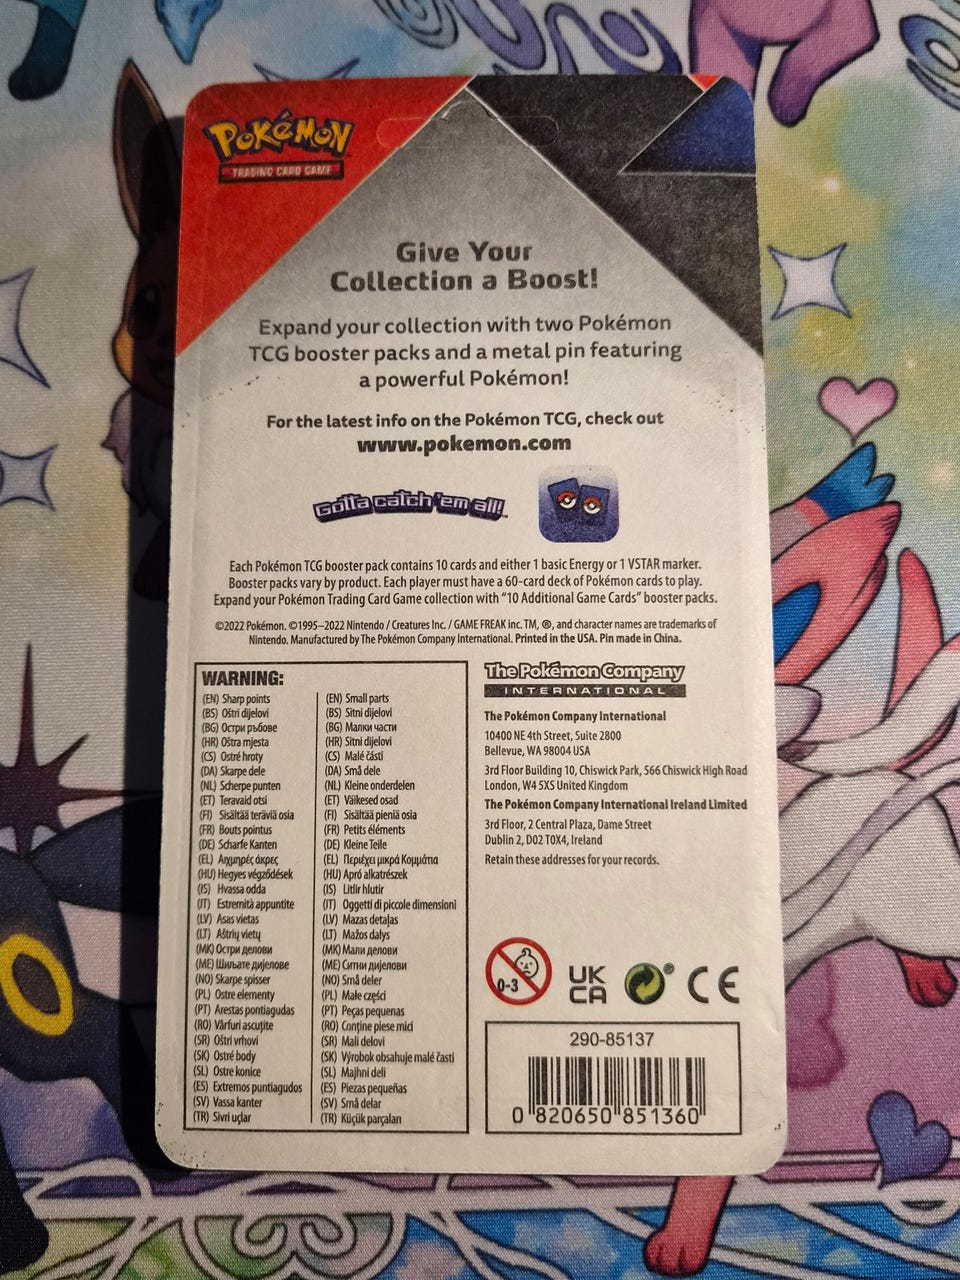 POKéMON
TRADING CARD GAME
Give Your
Collection a Boost!
Expand your collection with two Pokémon
TCG booster packs and a metal pin featuring
a powerful Pokémon!
For the latest info on the Pokémon TCG, check out
www.pokemon.com
Gotta catch 'em all!™
Each Pokémon TCG booster pack contains 10 cards and either 1 basic Energy or 1 VSTAR marker.
Booster packs vary by product. Each player must have a 60-card deck of Pokémon cards to play.
Expand your Pokémon Trading Card Game collection with "10 Additional Game Cards" booster packs.
©2022 Pokémon. ©1995–2022 Nintendo / Creatures Inc. / GAME FREAK inc. TM, ®, and character names are trademarks of
Nintendo. Manufactured by The Pokémon Company International. Printed in the USA. Pin made in China.
WARNING:
(EN) Sharp points
(BS) Oštri dijelovi
(BG) Остри ръбове
(HR) Oštra mjesta
(CS) Ostré hroty
(DA) Skarpe dele
(NL) Scherpe punten
(ET) Teravaid otsi
(FI) Sisältää teräviä osia
(FR) Bouts pointus
(DE) Scharfe Kanten
(EL) Αιχμηρές άκρες
(HU) Hegyes végződések
(IS) Hvassa odda
(IT) Estremità appuntite
(LV) Asas vietas
(LT) Aštrių vietų
(MK) Остри делови
(ME) Шиљате дијелове
(NO) Skarpe spisser
(PL) Ostre elementy
(PT) Arestas pontiagudas
(RO) Vârfuri ascuțite
(SR) Oštri vrhovi
(SK) Ostré body
(SL) Ostre konice
(ES) Extremos puntiagudos
(SV) Vassa kanter
(TR) Sivri uçlar
(EN) Small parts
(BS) Sitni dijelovi
(BG) Малки части
(HR) Sitni dijelovi
(CS) Malé části
(DA) Små dele
(NL) Kleine onderdelen
(ET) Väikesed osad
(FI) Sisältää pieniä osia
(FR) Petits éléments
(DE) Kleine Teile
(EL) Περιέχει μικρά Κομμάτια
(HU) Apró alkatrészek
(IS) Litlir hlutir
(IT) Oggetti di piccole dimensioni
(LV) Mazas detaļas
(LT) Mažos dalys
(MK) Мали делови
(ME) Ситни дијелови
(NO) Små deler
(PL) Małe części
(PT) Peças pequenas
(RO) Conține piese mici
(SR) Mali delovi
(SK) Výrobok obsahuje malé časti
(SL) Majhni deli
(ES) Piezas pequeñas
(SV) Små delar
(TR) Küçük parçaları
The Pokémon Company
INTERNATIONAL
The Pokémon Company International
10400 NE 4th Street, Suite 2800
Bellevue, WA 98004 USA
3rd Floor Building 10, Chiswick Park, 566 Chiswick High Road
London, W4 5XS United Kingdom
The Pokémon Company International Ireland Limited
3rd Floor, 2 Central Plaza, Dame Street
Dublin 2, D02 T0X4, Ireland
Retain these addresses for your records.
0-3
UK
CA
®
CE
290-85137
0 820650 851360